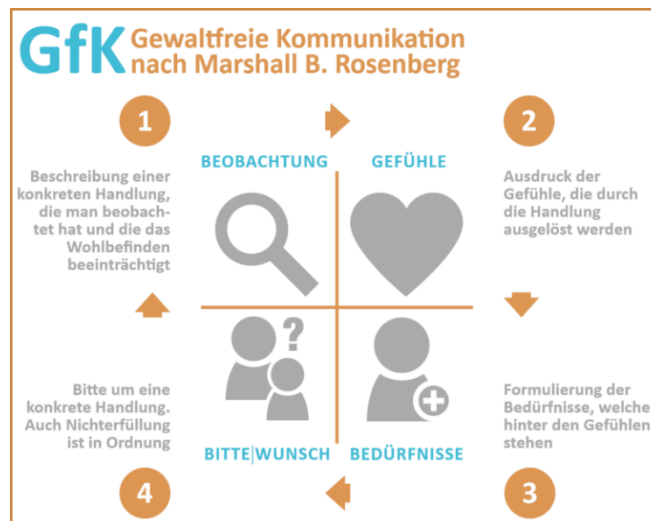 GfK Gewaltfreie Kommunikation
nach Marshall B. Rosenberg
1
2
BEOBACHTUNG
GEFÜHLE
Beschreibung einer
konkreten Handlung,
die man beobach-
tet hat und die das
Wohlbefinden
beeinträchtigt
Ausdruck der
Gefühle, die durch
die Handlung
ausgelöst werden
?
Bitte um eine
konkrete Handlung.
Auch Nichterfüllung
ist in Ordnung
Formulierung der
Bedürfnisse, welche
hinter den Gefühlen
stehen
BITTE|WUNSCH
BEDÜRFNISSE
4
3